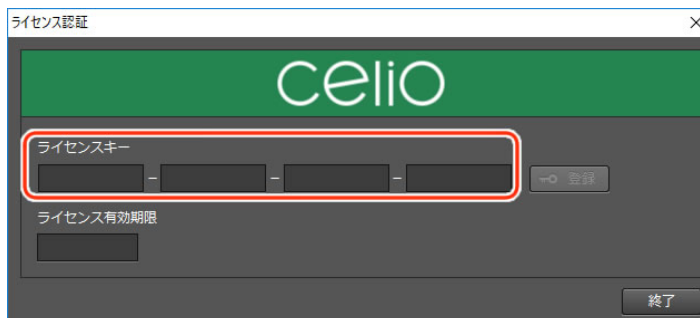 ライセンス認証
celio
ライセンスキー
– – –
登録
ライセンス有効期限
終了